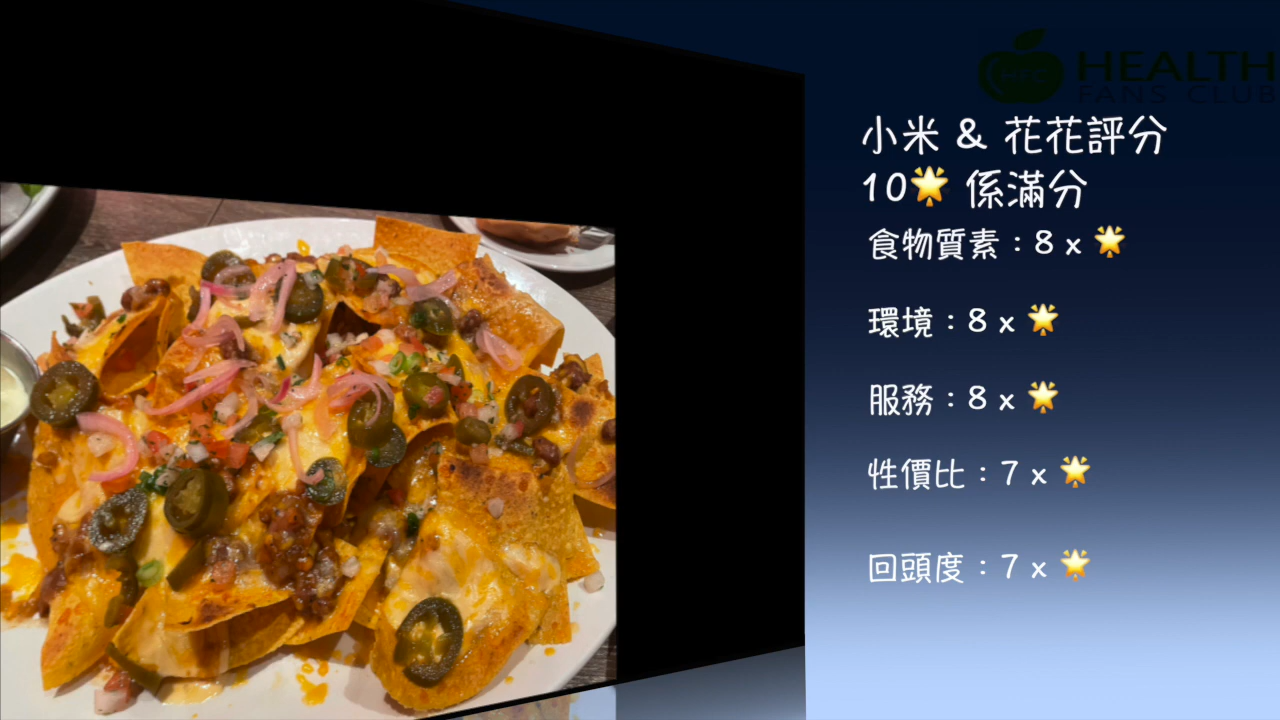 HFC
HEALTH
FANS CLUB
小米 & 花花評分
10🌟 係滿分
食物質素：8 x 🌟
環境：8 x 🌟
服務：8 x 🌟
性價比：7 x 🌟
回頭度：7 x 🌟